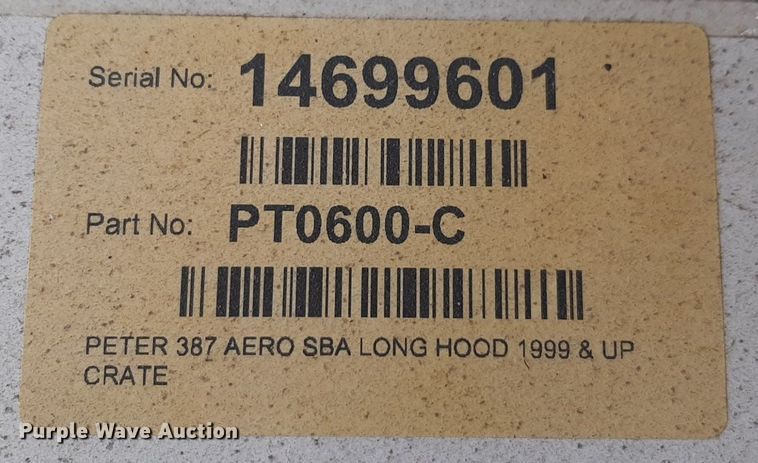 Serial No: 14699601
Part No: PT0600-C
PETER 387 AERO SBA LONG HOOD 1999 & UP
CRATE
Purple Wave Auction